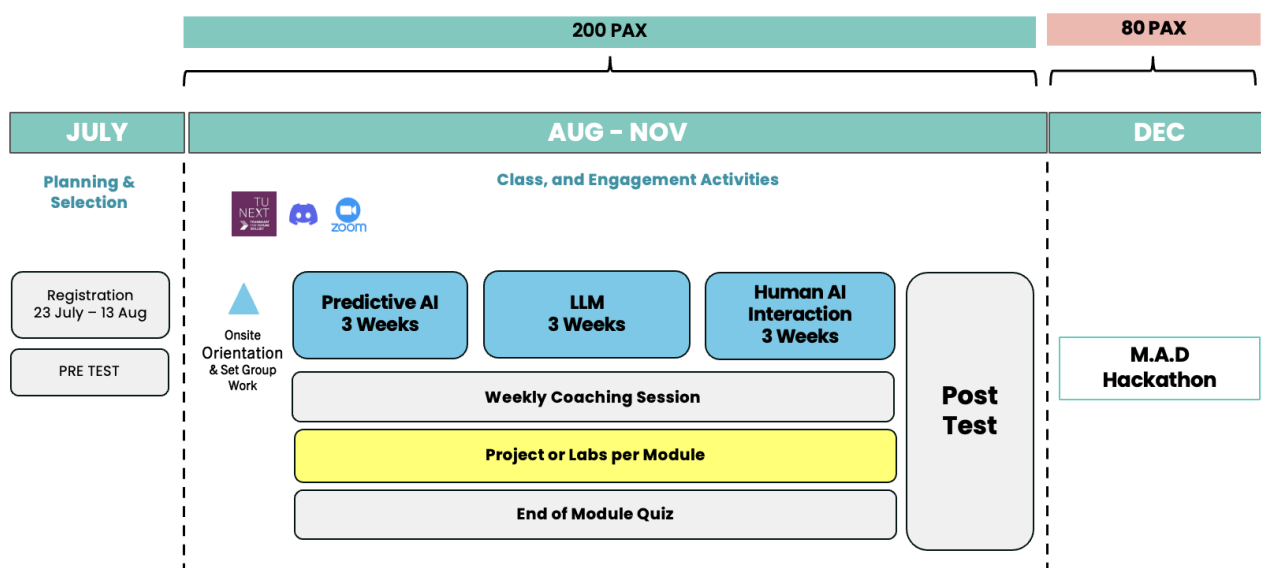 200 PAX
80 PAX
JULY
AUG – NOV
DEC
Planning &
Selection
Class, and Engagement Activities
TU
NEXT
zoom
Registration
23 July – 13 Aug
PRE TEST
Onsite
Orientation
& Set Group
Work
Predictive AI
3 Weeks
LLM
3 Weeks
Human AI
Interaction
3 Weeks
Weekly Coaching Session
Project or Labs per Module
End of Module Quiz
Post
Test
M.A.D
Hackathon